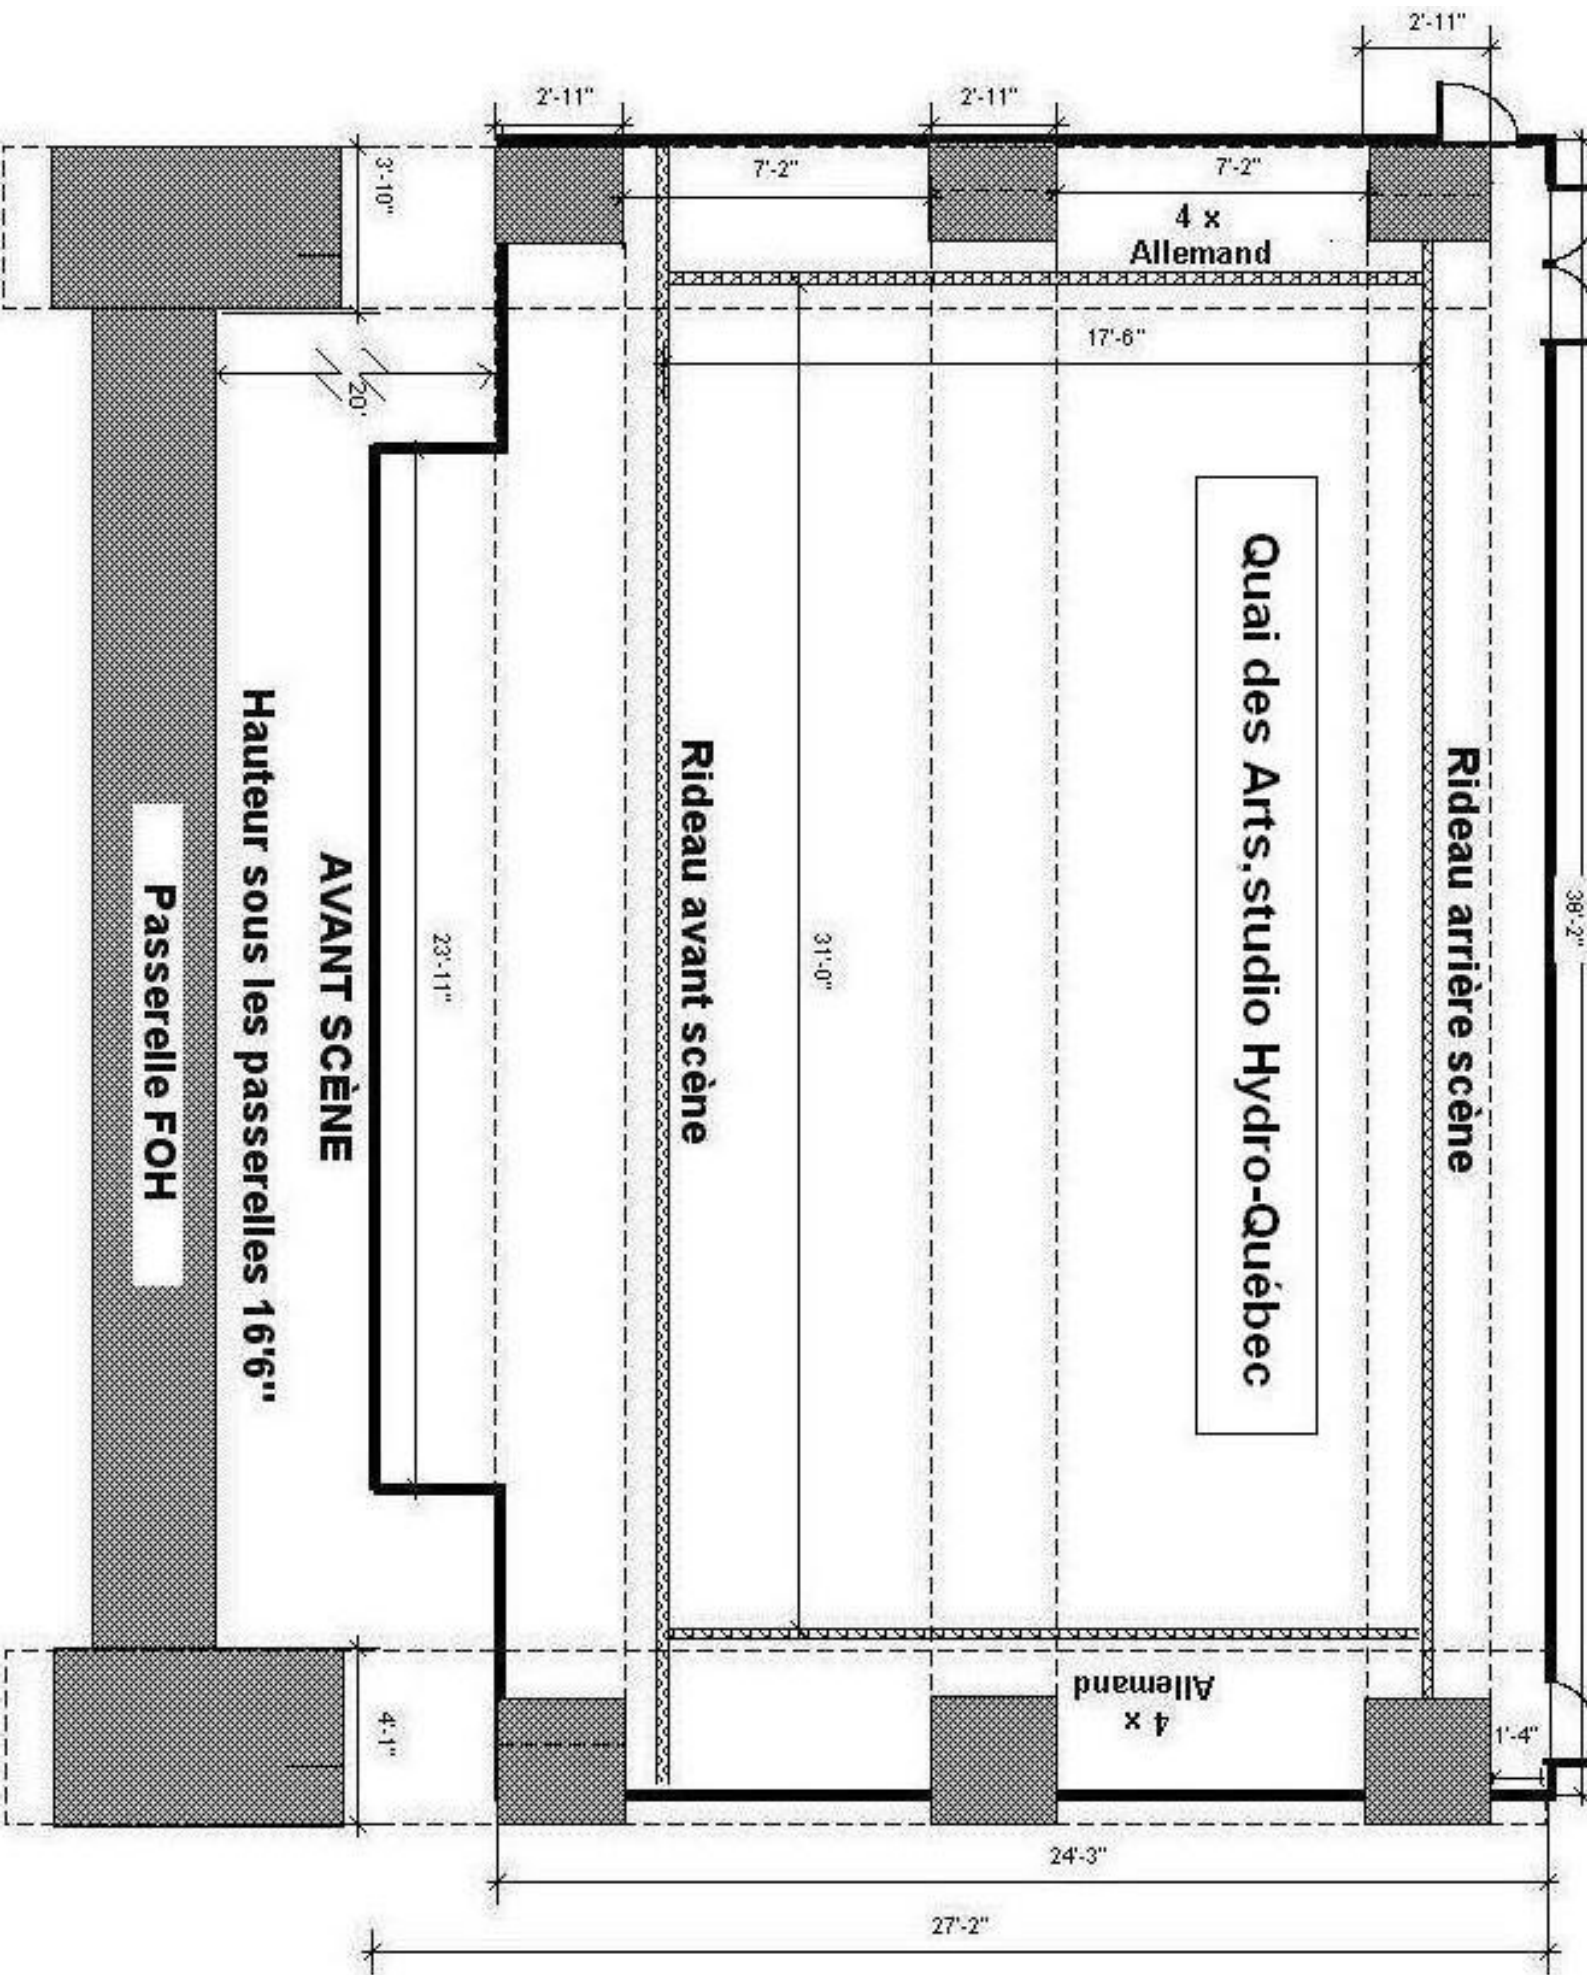 2'-11"
2'-11"
2'-11"
3'-10"
7'-2"
7'-2"
4 x
Allemand
17'-6"
20'
Quai des Arts,studio Hydro-Québec
Rideau arrière scène
Rideau avant scène
38'-2"
31'-0"
23'-11"
AVANT SCÈNE
Hauteur sous les passerelles 16'6"
Passerelle FOH
4 x
Allemand
4'-1"
1'-4"
24'-3"
27'-2"